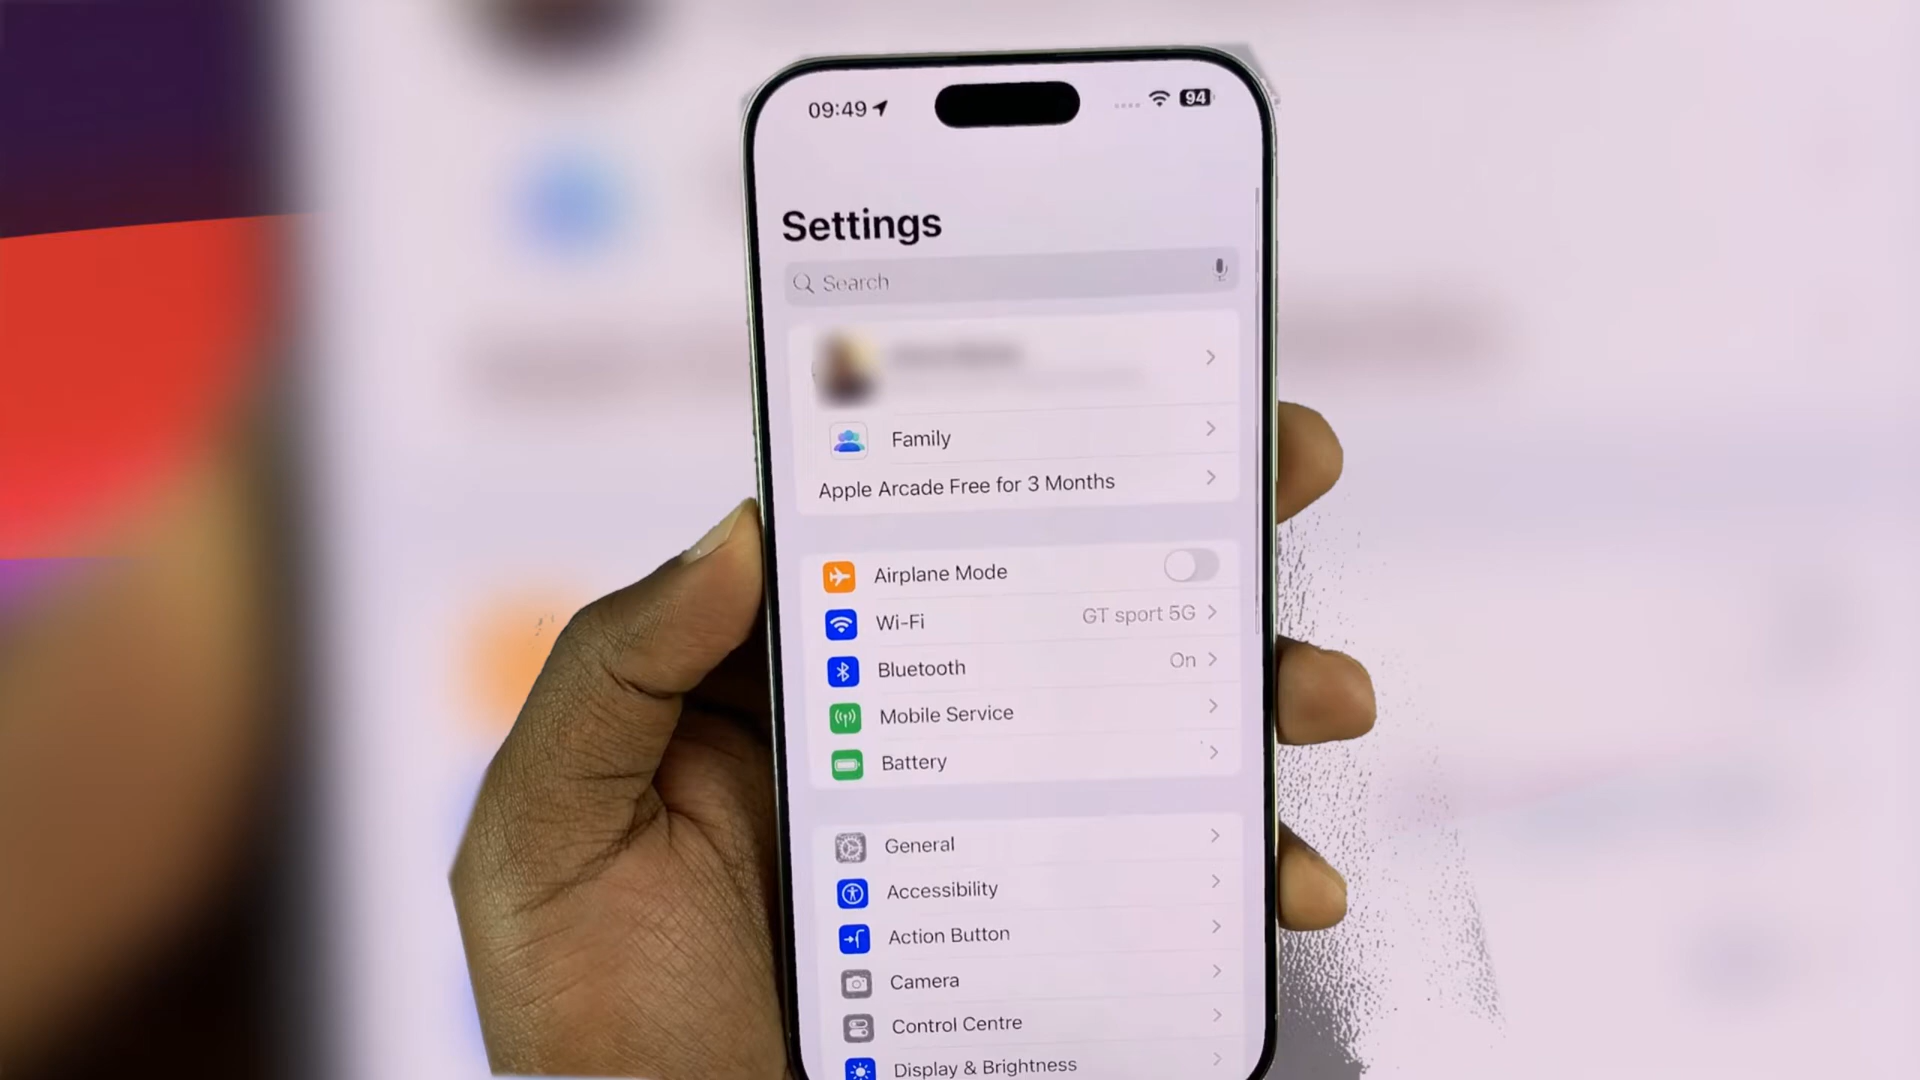 09:49
94
Settings
Search
Family
Apple Arcade Free for 3 Months
Airplane Mode
Wi-Fi GT sport 5G
Bluetooth On
Mobile Service
Battery
General
Accessibility
Action Button
Camera
Control Centre
Display & Brightness